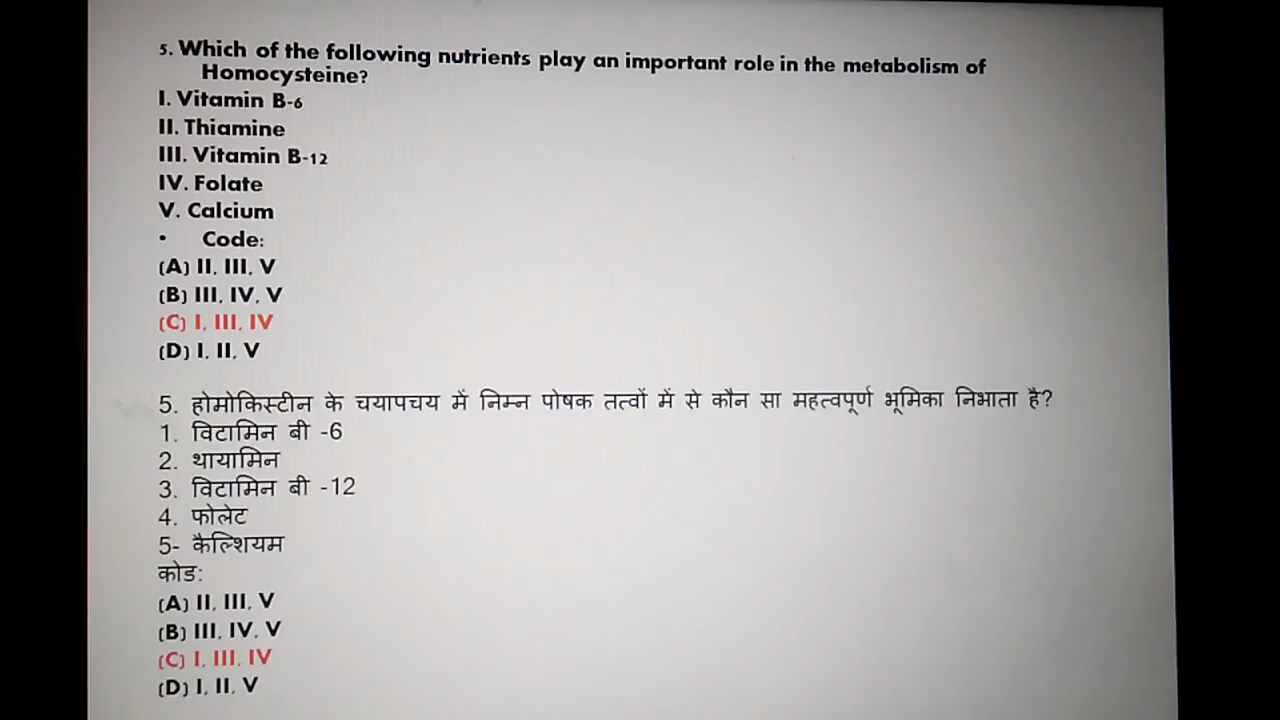 5. Which of the following nutrients play an important role in the metabolism of
Homocysteine?
I. Vitamin B-6
II. Thiamine
III. Vitamin B-12
IV. Folate
V. Calcium
• Code:
(A) II, III, V
(B) III, IV, V
(C) I, III, IV
(D) I, II, V
5. होमोकिस्टीन के चयापचय में निम्न पोषक तत्वों में से कौन सा महत्वपूर्ण भूमिका निभाता है?
1. विटामिन बी -6
2. थायामिन
3. विटामिन बी -12
4. फोलेट
5- कैल्शियम
कोड:
(A) II, III, V
(B) III, IV, V
(C) I, III, IV
(D) I, II, V